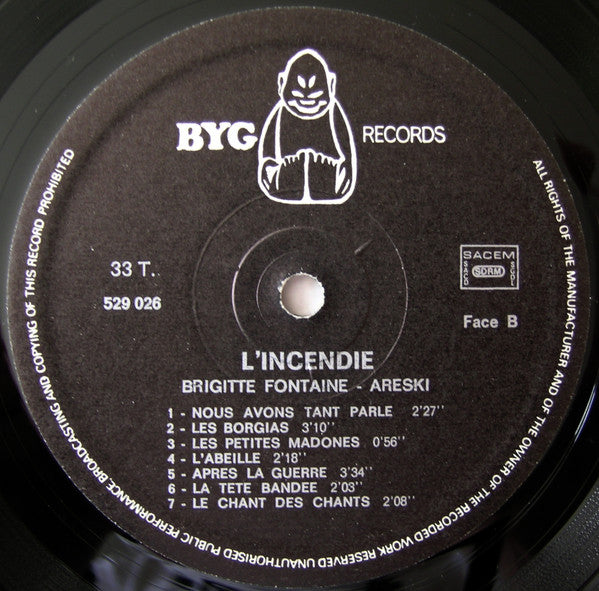 BYG RECORDS
33 T.
529 026
SACEM
SACD SDRM SGDL
Face B
L'INCENDIE
BRIGITTE FONTAINE - ARESKI
1 - NOUS AVONS TANT PARLE 2'27''
2 - LES BORGIAS 3'10''
3 - LES PETITES MADONES 0'56''
4 - L'ABEILLE 2'18''
5 - APRES LA GUERRE 3'34''
6 - LA TETE BANDEE 2'03''
7 - LE CHANT DES CHANTS 2'08''
ALL RIGHTS OF THE MANUFACTURER AND OF THE OWNER OF THE RECORDED WORK RESERVED UNAUTHORISED PUBLIC PERFORMANCE BROADCASTING AND COPYING OF THIS RECORD PROHIBITED